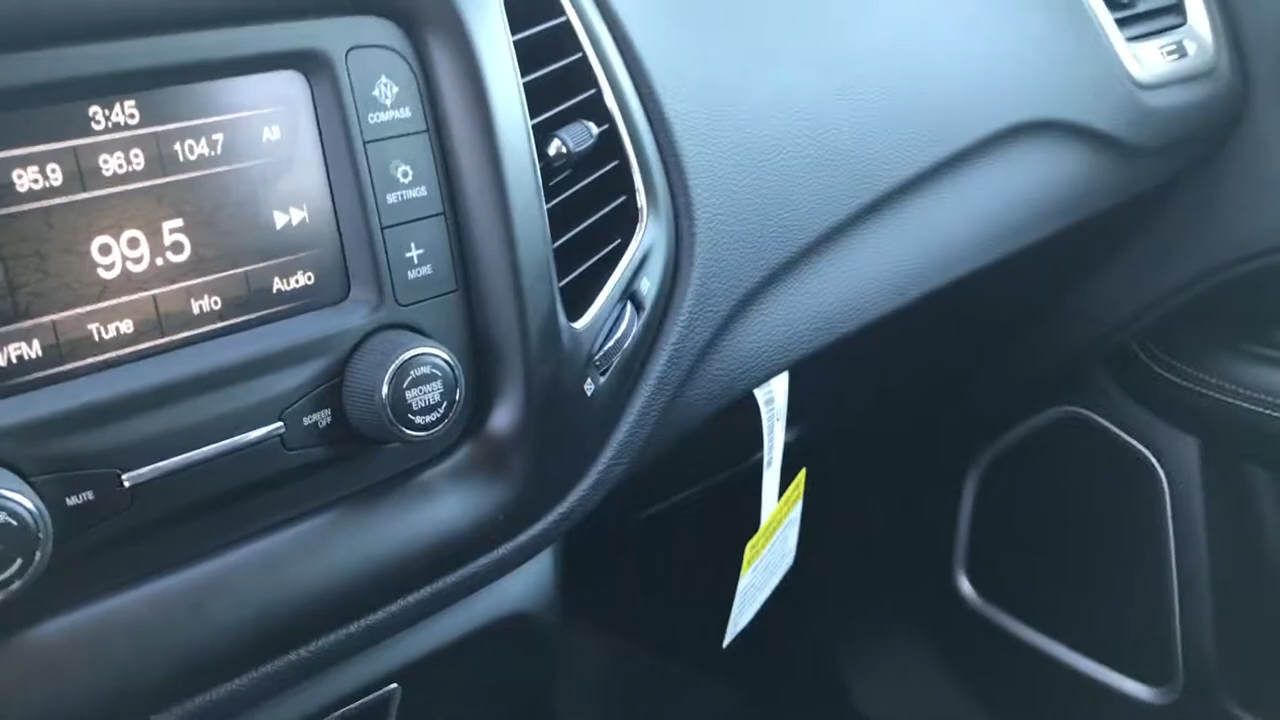 3:45
95.9 96.9 104.7 All
99.5
/FM Tune Info Audio
COMPASS
SETTINGS
MORE
TUNE
BROWSE
ENTER
SCROLL
SCREEN
OFF
MUTE